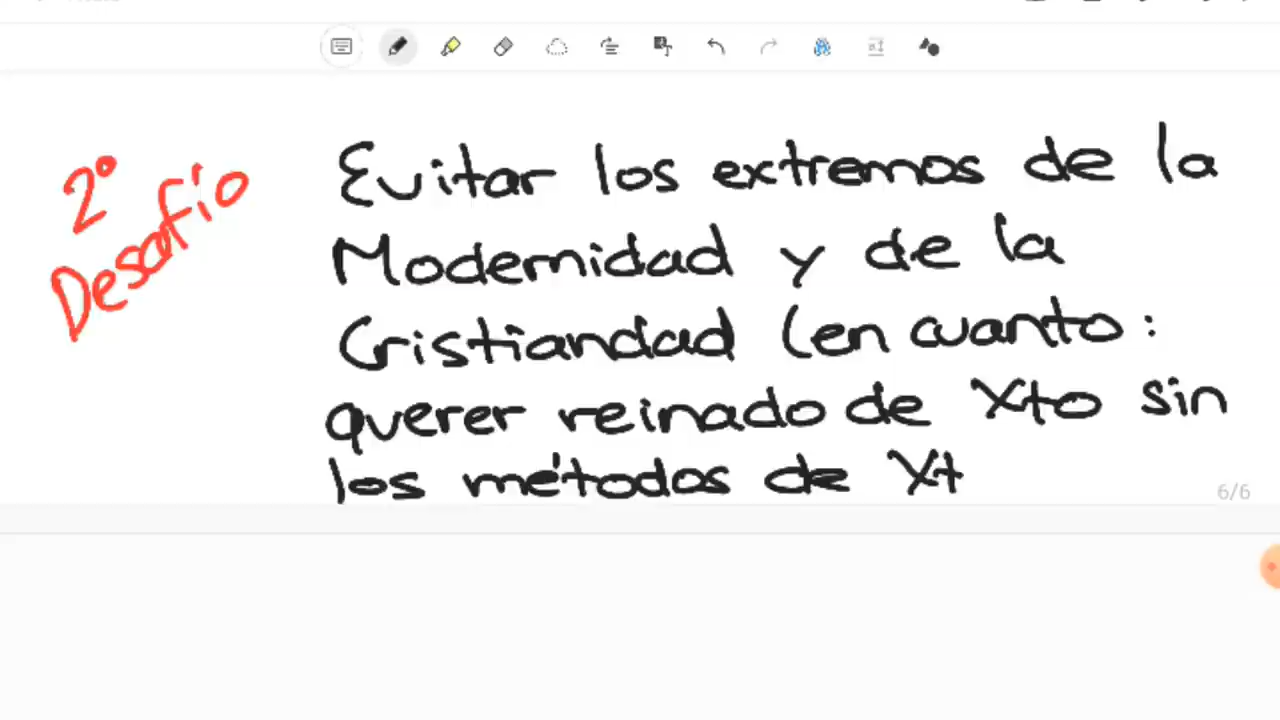 2º
Desafío
Evitar los extremos de la
Modernidad y de la
Cristiandad (en cuanto:
querer reinado de Xto sin
los métodos de Xt
6/6